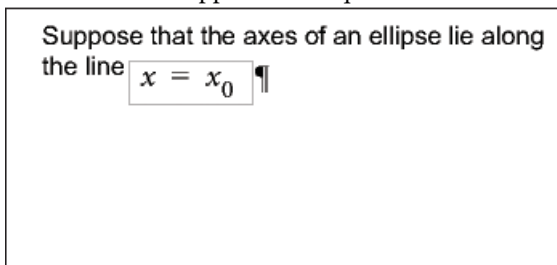 Suppose that the axes of an ellipse lie along
the line x = x₀ ¶